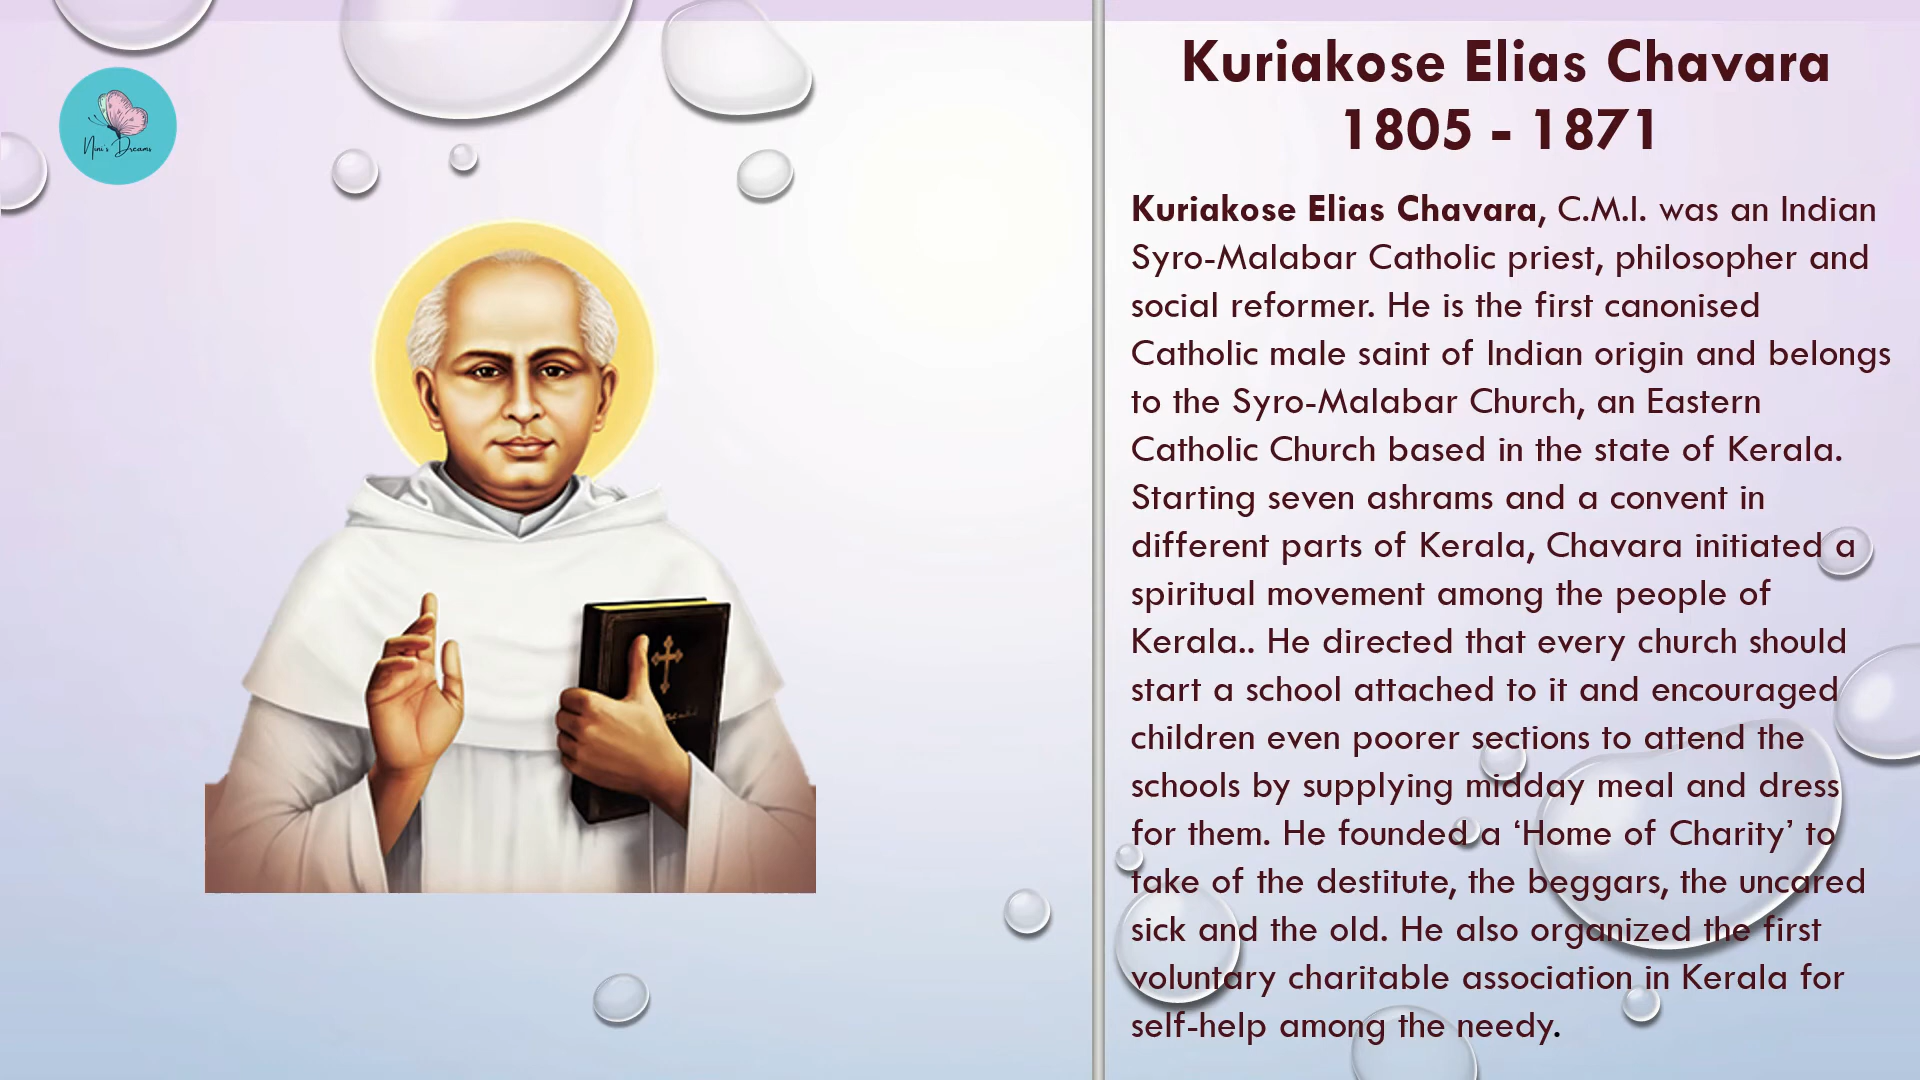 Nini's Dreams
Kuriakose Elias Chavara
1805 - 1871
Kuriakose Elias Chavara, C.M.I. was an Indian
Syro-Malabar Catholic priest, philosopher and
social reformer. He is the first canonised
Catholic male saint of Indian origin and belongs
to the Syro-Malabar Church, an Eastern
Catholic Church based in the state of Kerala.
Starting seven ashrams and a convent in
different parts of Kerala, Chavara initiated a
spiritual movement among the people of
Kerala.. He directed that every church should
start a school attached to it and encouraged
children even poorer sections to attend the
schools by supplying midday meal and dress
for them. He founded a ‘Home of Charity’ to
take of the destitute, the beggars, the uncared
sick and the old. He also organized the first
voluntary charitable association in Kerala for
self-help among the needy.